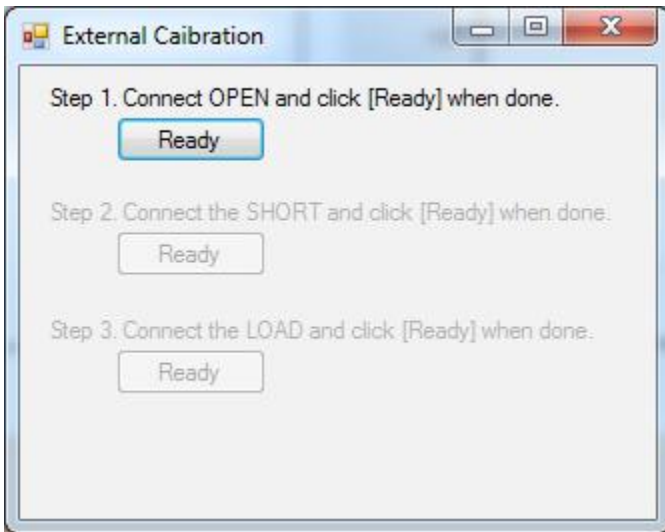 External Caibration
Step 1. Connect OPEN and click [Ready] when done.
Ready
Step 2. Connect the SHORT and click [Ready] when done.
Ready
Step 3. Connect the LOAD and click [Ready] when done.
Ready